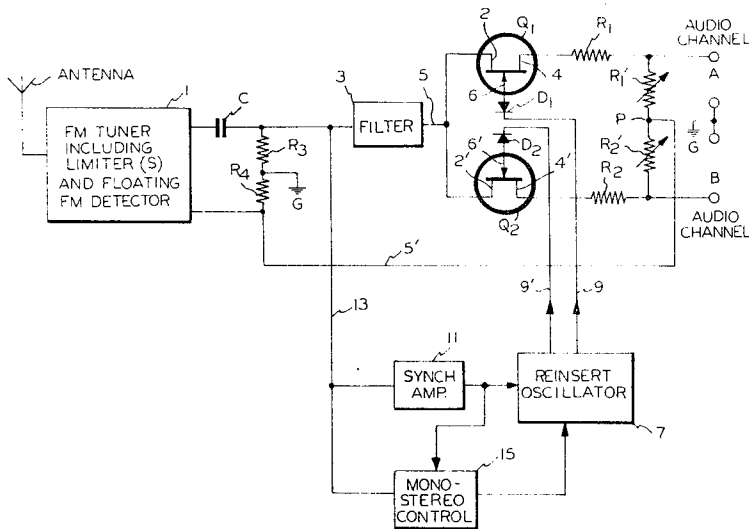 ANTENNA
1
FM TUNER
INCLUDING
LIMITER (S)
AND FLOATING
FM DETECTOR
C
R3
R4
G
3
FILTER
5
5'
2
Q1
4
6
D1
6'
D2
2'
4'
Q2
R1
R1'
P
R2'
R2
G
AUDIO
CHANNEL
A
B
AUDIO
CHANNEL
9'
9
13
11
SYNCH
AMP.
REINSERT
OSCILLATOR
7
15
MONO-
STEREO
CONTROL